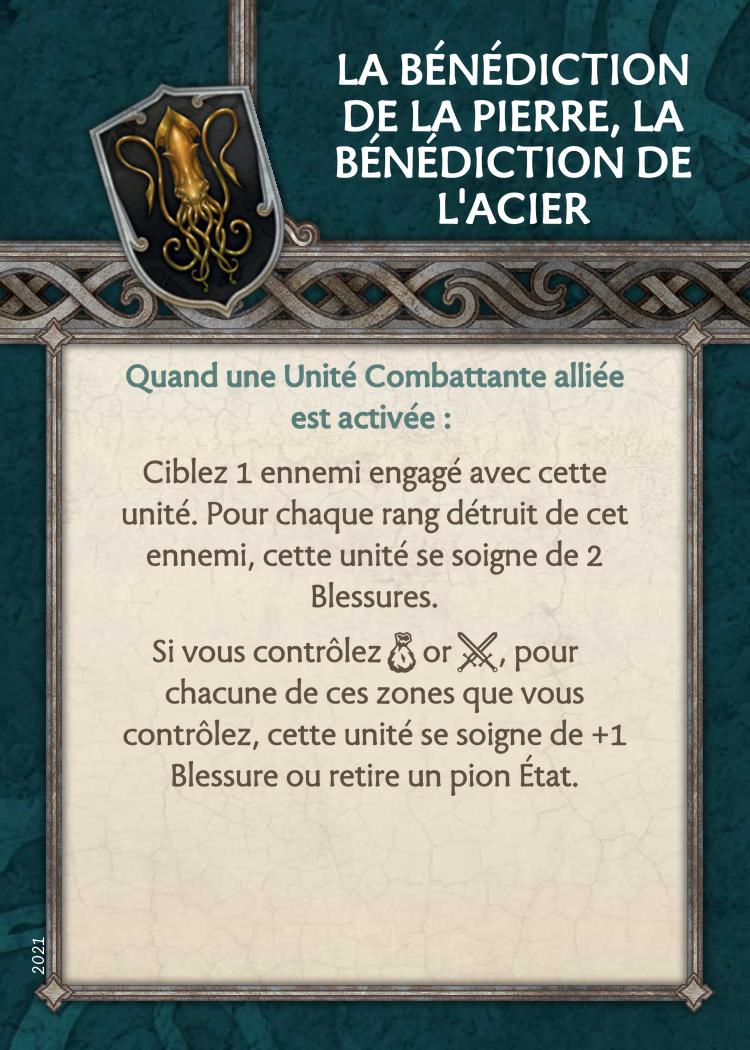 LA BÉNÉDICTION
DE LA PIERRE, LA
BÉNÉDICTION DE
L'ACIER
Quand une Unité Combattante alliée
est activée :
Ciblez 1 ennemi engagé avec cette
unité. Pour chaque rang détruit de cet
ennemi, cette unité se soigne de 2
Blessures.
Si vous contrôlez or , pour
chacune de ces zones que vous
contrôlez, cette unité se soigne de +1
Blessure ou retire un pion État.
2021